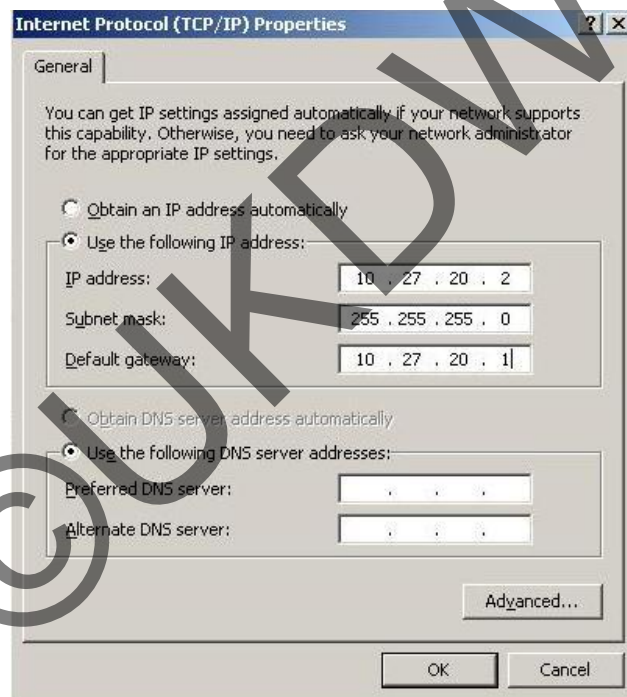 Internet Protocol (TCP/IP) Properties ? X
General
You can get IP settings assigned automatically if your network supports
this capability. Otherwise, you need to ask your network administrator
for the appropriate IP settings.
Obtain an IP address automatically
Use the following IP address:
IP address: 10 . 27 . 20 . 2
Subnet mask: 255 . 255 . 255 . 0
Default gateway: 10 . 27 . 20 . 1
Obtain DNS server address automatically
Use the following DNS server addresses:
Preferred DNS server: . . .
Alternate DNS server: . . .
Advanced...
OK Cancel
©UKDW